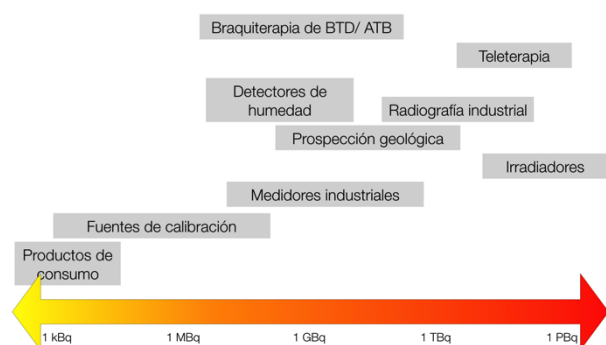 Braquiterapia de BTD/ ATB
Teleterapia
Detectores de
humedad
Radiografía industrial
Prospección geológica
Irradiadores
Medidores industriales
Fuentes de calibración
Productos de
consumo
1 kBq 1 MBq 1 GBq 1 TBq 1 PBq